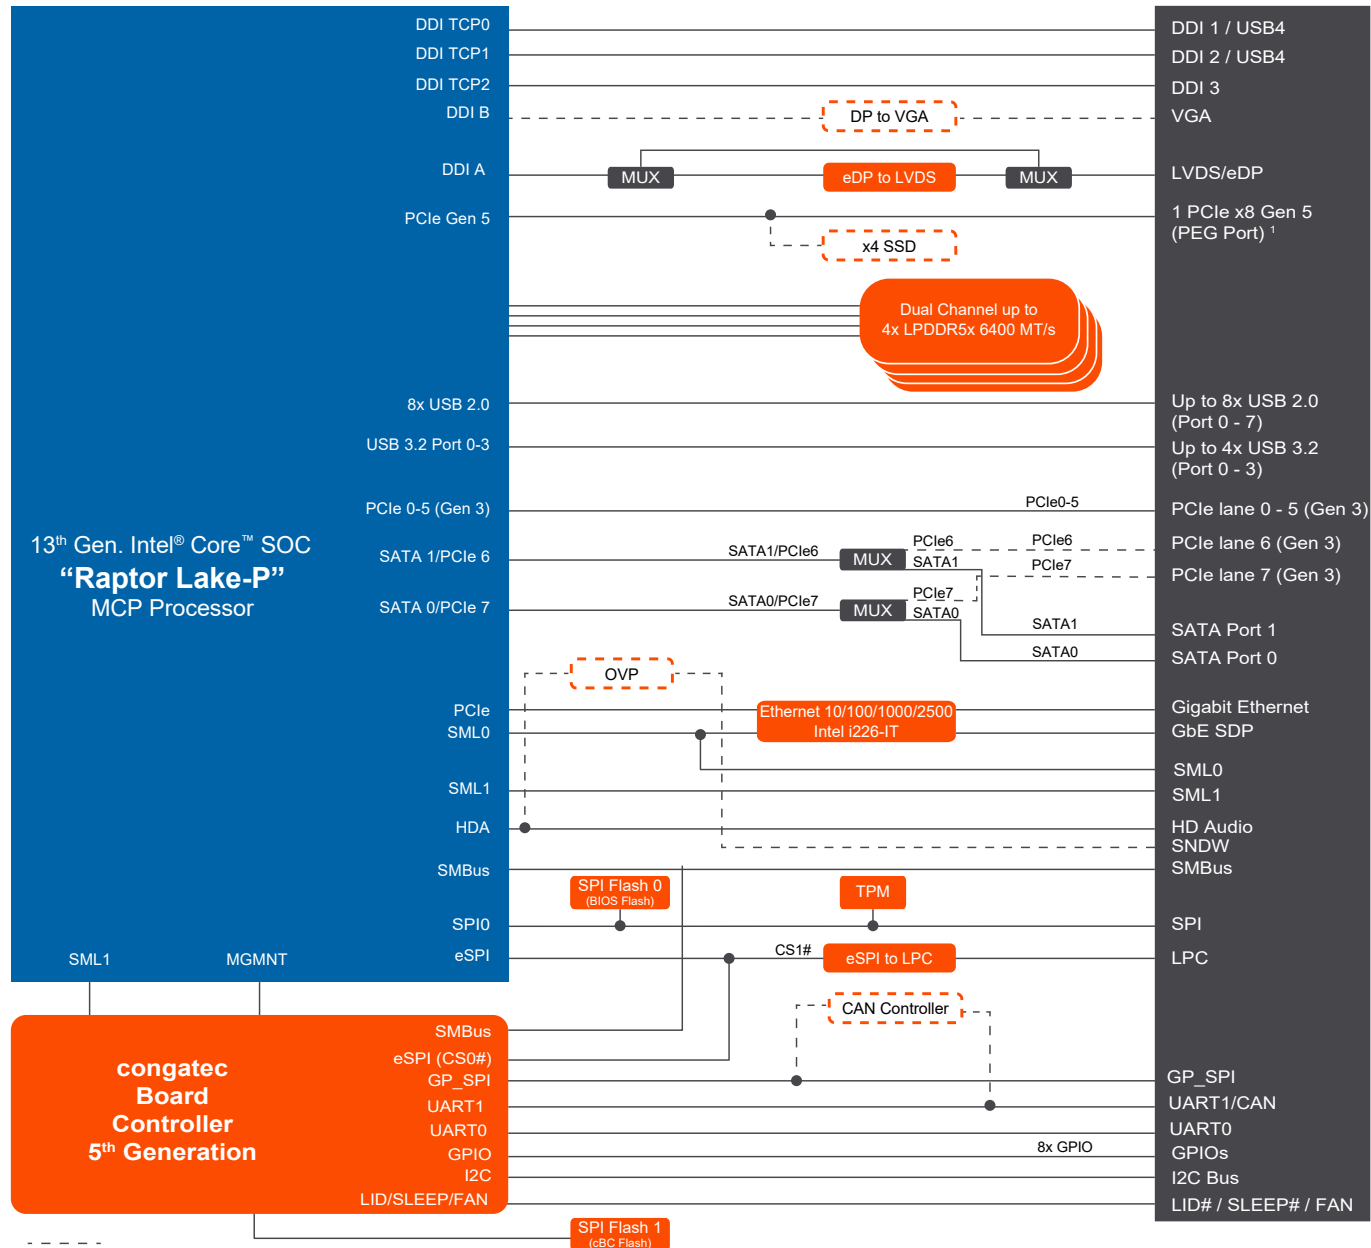 DDI TCP0
DDI TCP1
DDI TCP2
DDI B
DDI A
PCIe Gen 5
8x USB 2.0
USB 3.2 Port 0-3
PCIe 0-5 (Gen 3)
SATA 1/PCIe 6
SATA 0/PCIe 7
PCIe
SML0
SML1
HDA
SMBus
SPI0
eSPI
13th Gen. Intel® Core™ SOC
“Raptor Lake-P”
MCP Processor
SML1
MGMNT
DP to VGA
MUX
eDP to LVDS
MUX
x4 SSD
Dual Channel up to
4x LPDDR5x 6400 MT/s
PCIe0-5
SATA1/PCIe6
MUX
PCIe6
SATA1
PCIe6
PCIe7
SATA0/PCIe7
MUX
PCIe7
SATA0
SATA1
SATA0
OVP
Ethernet 10/100/1000/2500
Intel i226-IT
SPI Flash 0
(BIOS Flash)
TPM
CS1#
eSPI to LPC
CAN Controller
8x GPIO
DDI 1 / USB4
DDI 2 / USB4
DDI 3
VGA
LVDS/eDP
1 PCIe x8 Gen 5
(PEG Port) 1
Up to 8x USB 2.0
(Port 0 - 7)
Up to 4x USB 3.2
(Port 0 - 3)
PCIe lane 0 - 5 (Gen 3)
PCIe lane 6 (Gen 3)
PCIe lane 7 (Gen 3)
SATA Port 1
SATA Port 0
Gigabit Ethernet
GbE SDP
SML0
SML1
HD Audio
SNDW
SMBus
SPI
LPC
GP_SPI
UART1/CAN
UART0
GPIOs
I2C Bus
LID# / SLEEP# / FAN
congatec
Board
Controller
5th Generation
SMBus
eSPI (CS0#)
GP_SPI
UART1
UART0
GPIO
I2C
LID/SLEEP/FAN
SPI Flash 1
(cBC Flash)